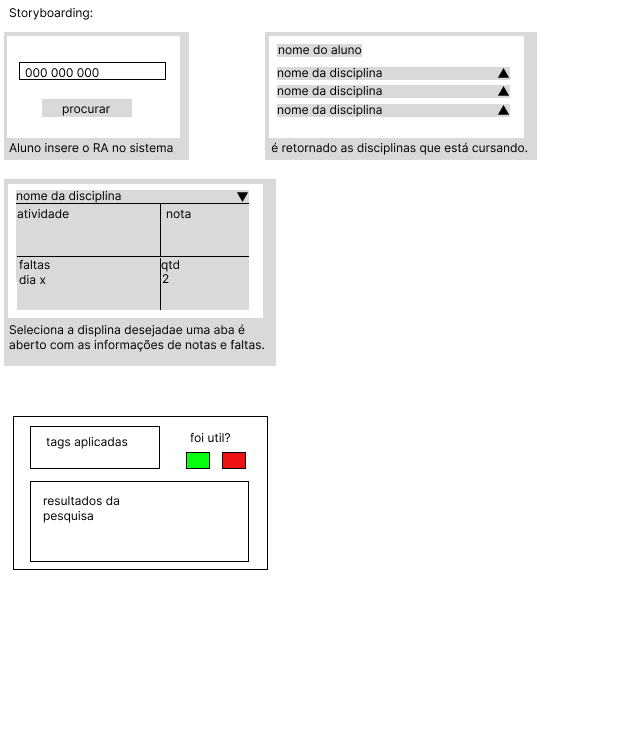 Storyboarding:
000 000 000
procurar
Aluno insere o RA no sistema
nome do aluno
nome da disciplina
nome da disciplina
nome da disciplina
é retornado as disciplinas que está cursando.
nome da disciplina
atividade nota
faltas qtd
dia x 2
Seleciona a displina desejadae uma aba é
aberto com as informações de notas e faltas.
tags aplicadas
foi util?
resultados da
pesquisa